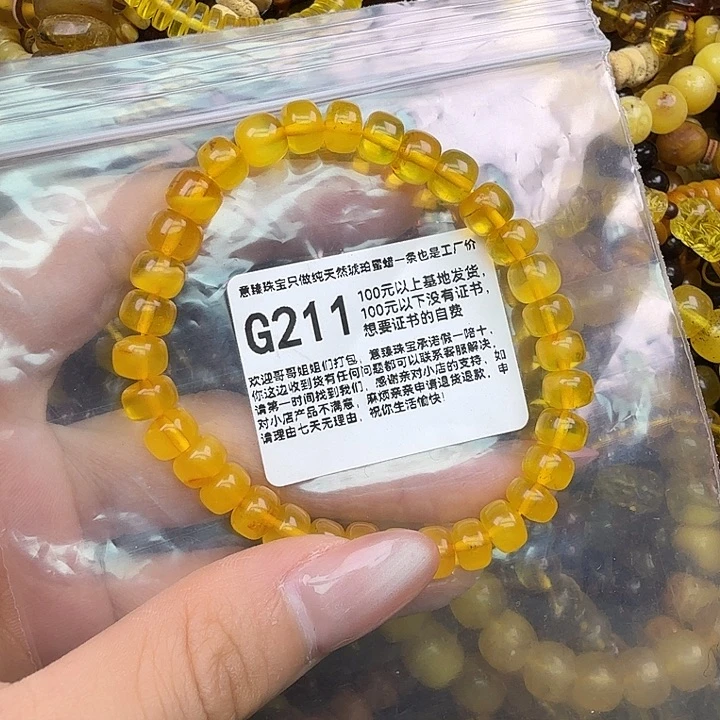 意臻珠宝只做纯天然琥珀蜜蜡一条也是工厂价
G211
100元以上基地发货，
100元以下没有证书，
想要证书的自费
欢迎哥哥姐姐们打包，意臻珠宝承诺假一赔十，
你这边收到货有任何问题都可以联系客服解决，
请第一时间找到我们，感谢亲对小店的支持，如
对小店产品不满意，麻烦亲亲申请退货退款，申
请理由七天无理由，祝你生活愉快！